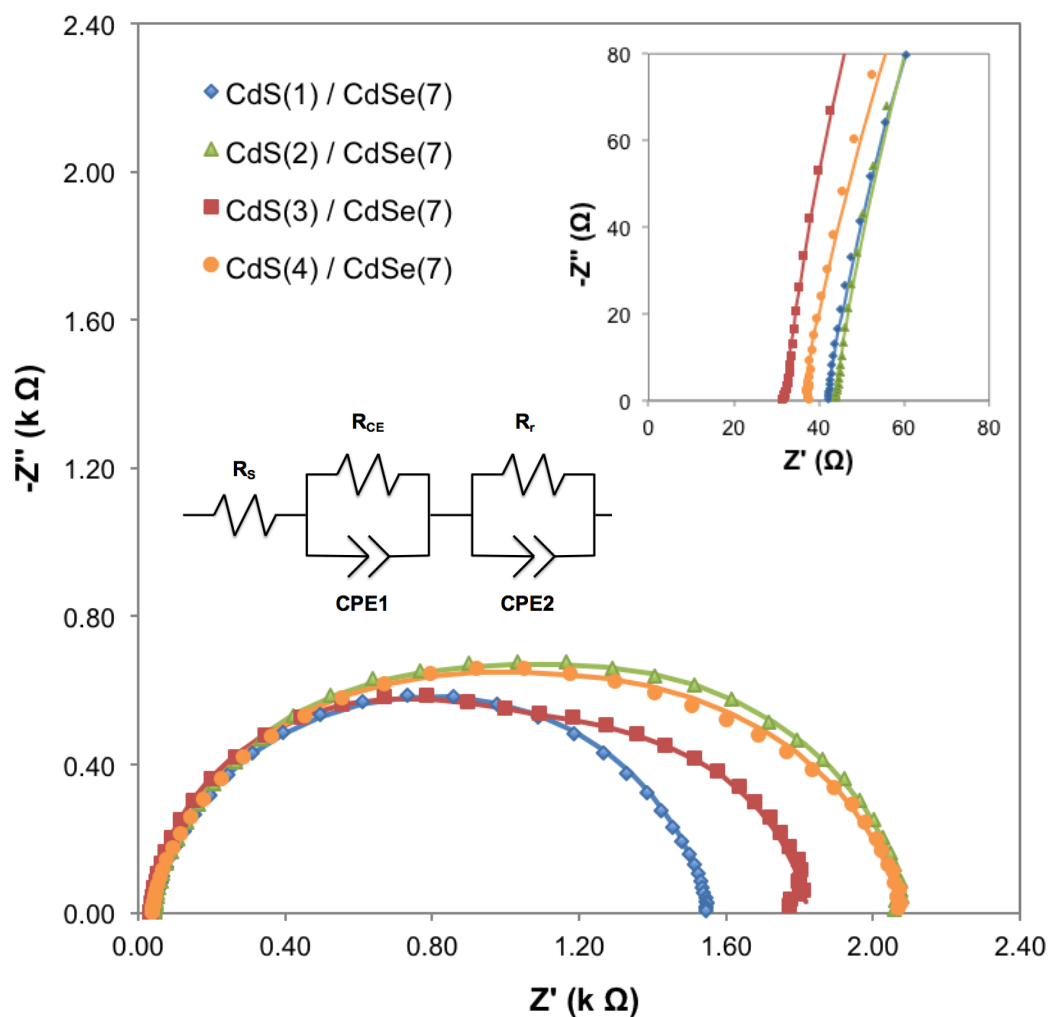 2.40
2.00
1.60
1.20
0.80
0.40
0.00
-Z'' (k Ω)
CdS(1) / CdSe(7)
CdS(2) / CdSe(7)
CdS(3) / CdSe(7)
CdS(4) / CdSe(7)
80
60
40
20
0
-Z'' (Ω)
0 20 40 60 80
Z' (Ω)
RS
RCE
Rr
CPE1
CPE2
0.00 0.40 0.80 1.20 1.60 2.00 2.40
Z' (k Ω)